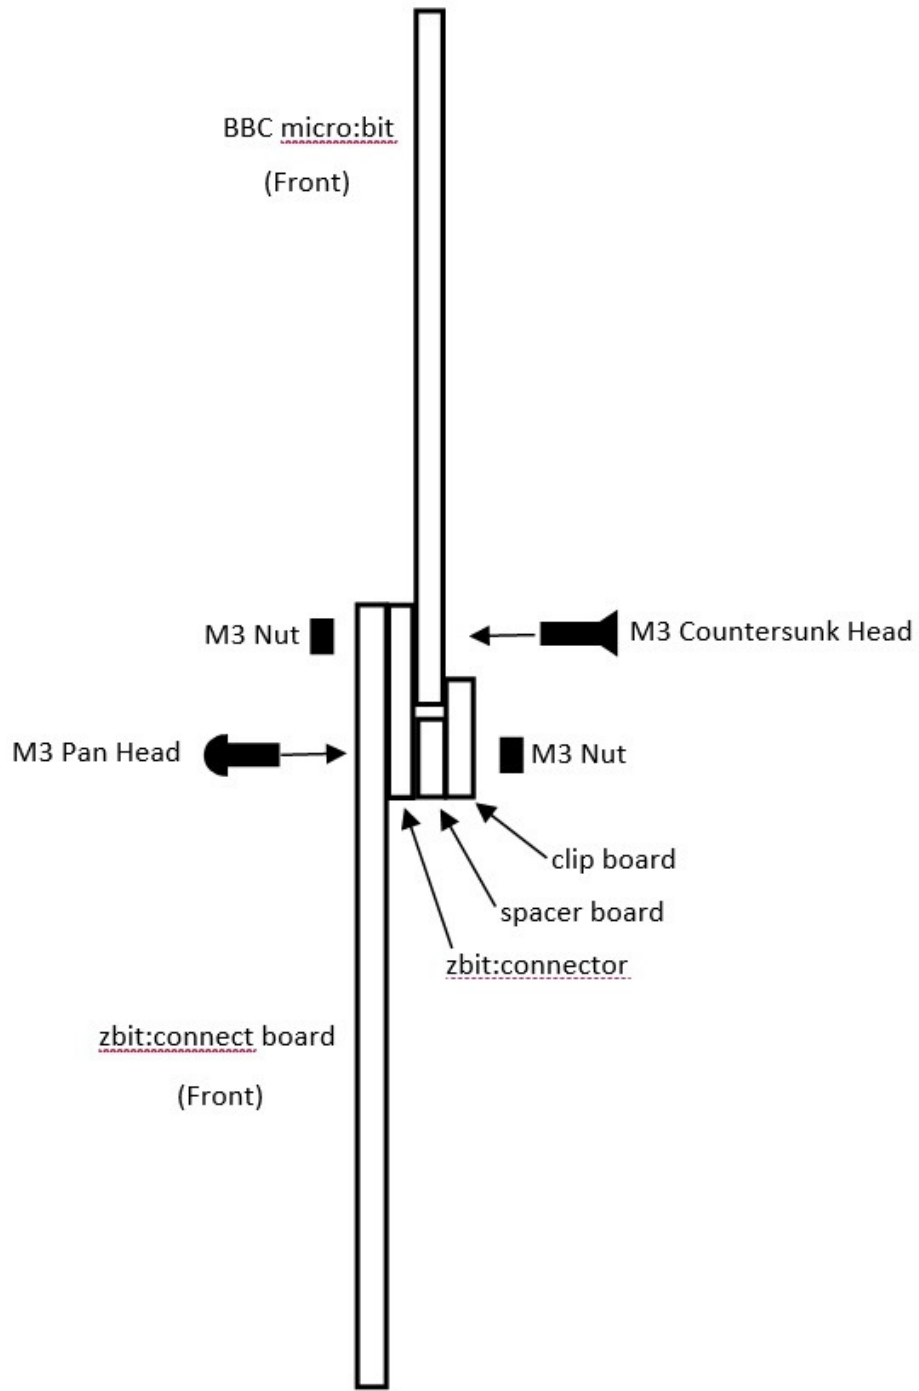 BBC micro:bit
(Front)
M3 Nut
M3 Countersunk Head
M3 Pan Head
M3 Nut
clip board
spacer board
zbit:connector
zbit:connect board
(Front)